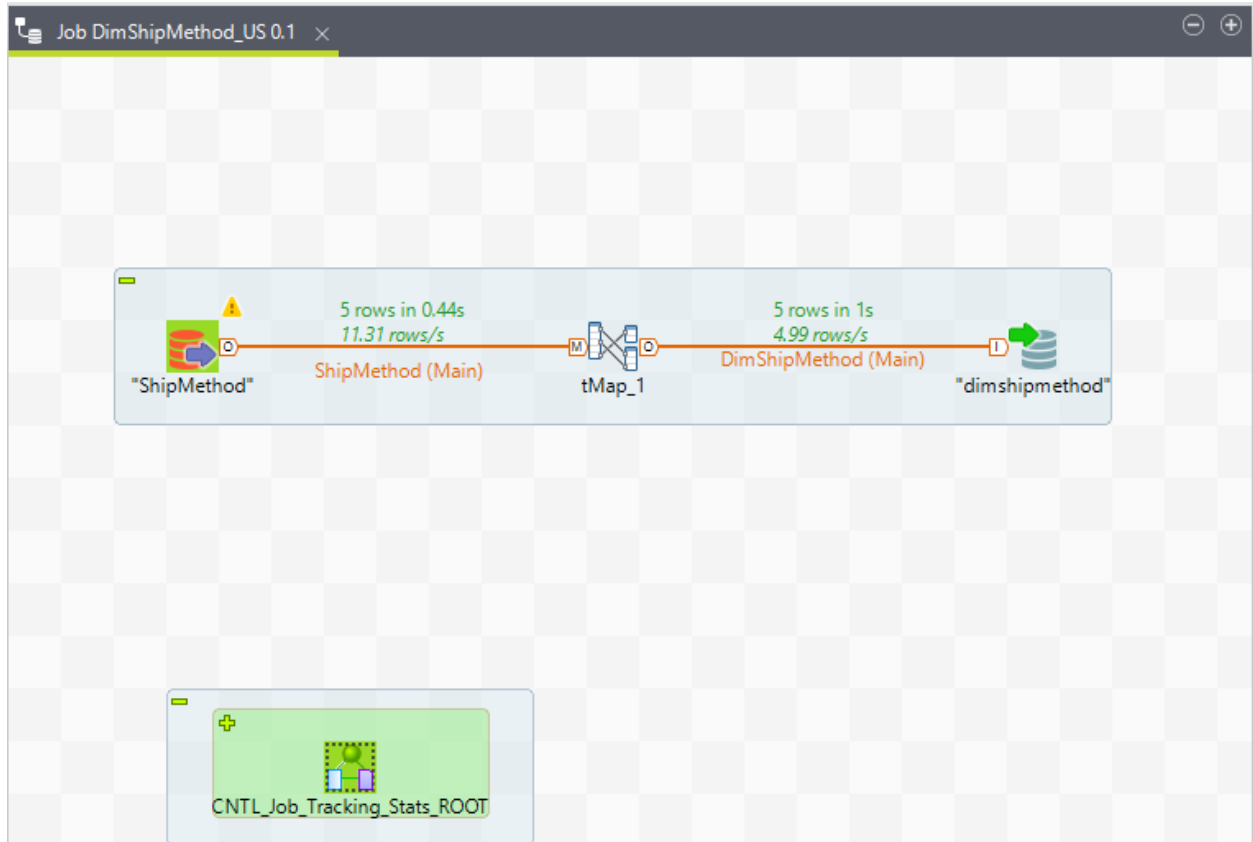 Job DimShipMethod_US 0.1
5 rows in 0.44s
11.31 rows/s
ShipMethod (Main)
5 rows in 1s
4.99 rows/s
DimShipMethod (Main)
O
M
O
I
"ShipMethod"
tMap_1
"dimshipmethod"
CNTL_Job_Tracking_Stats_ROOT